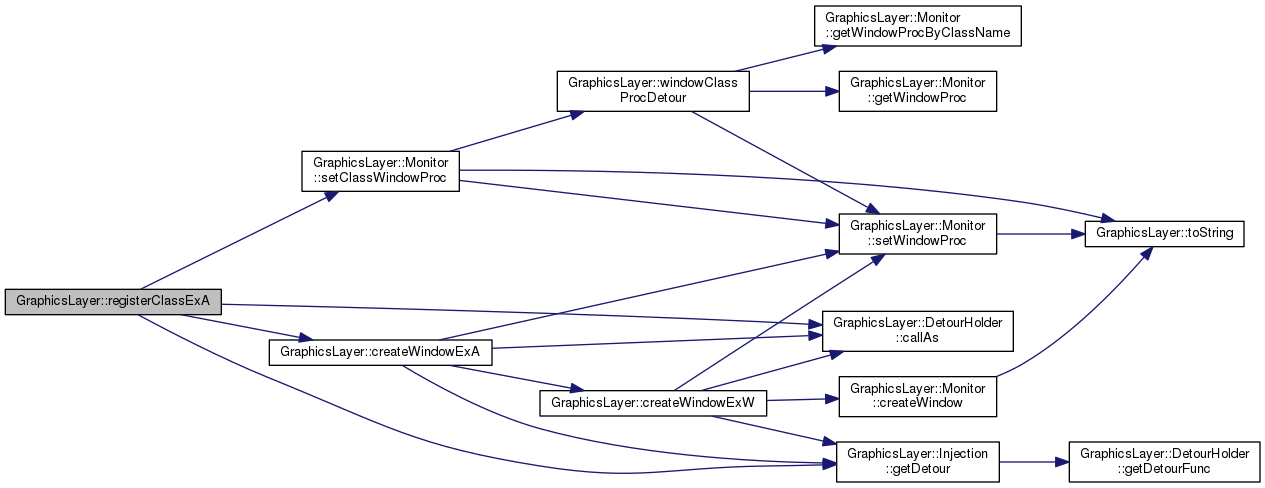 GraphicsLayer::Monitor
::getWindowProcByClassName
GraphicsLayer::windowClass
ProcDetour
GraphicsLayer::Monitor
::getWindowProc
GraphicsLayer::Monitor
::setClassWindowProc
GraphicsLayer::Monitor
::setWindowProc
GraphicsLayer::toString
GraphicsLayer::registerClassExA
GraphicsLayer::DetourHolder
::callAs
GraphicsLayer::createWindowExA
GraphicsLayer::createWindowExW
GraphicsLayer::Monitor
::createWindow
GraphicsLayer::Injection
::getDetour
GraphicsLayer::DetourHolder
::getDetourFunc